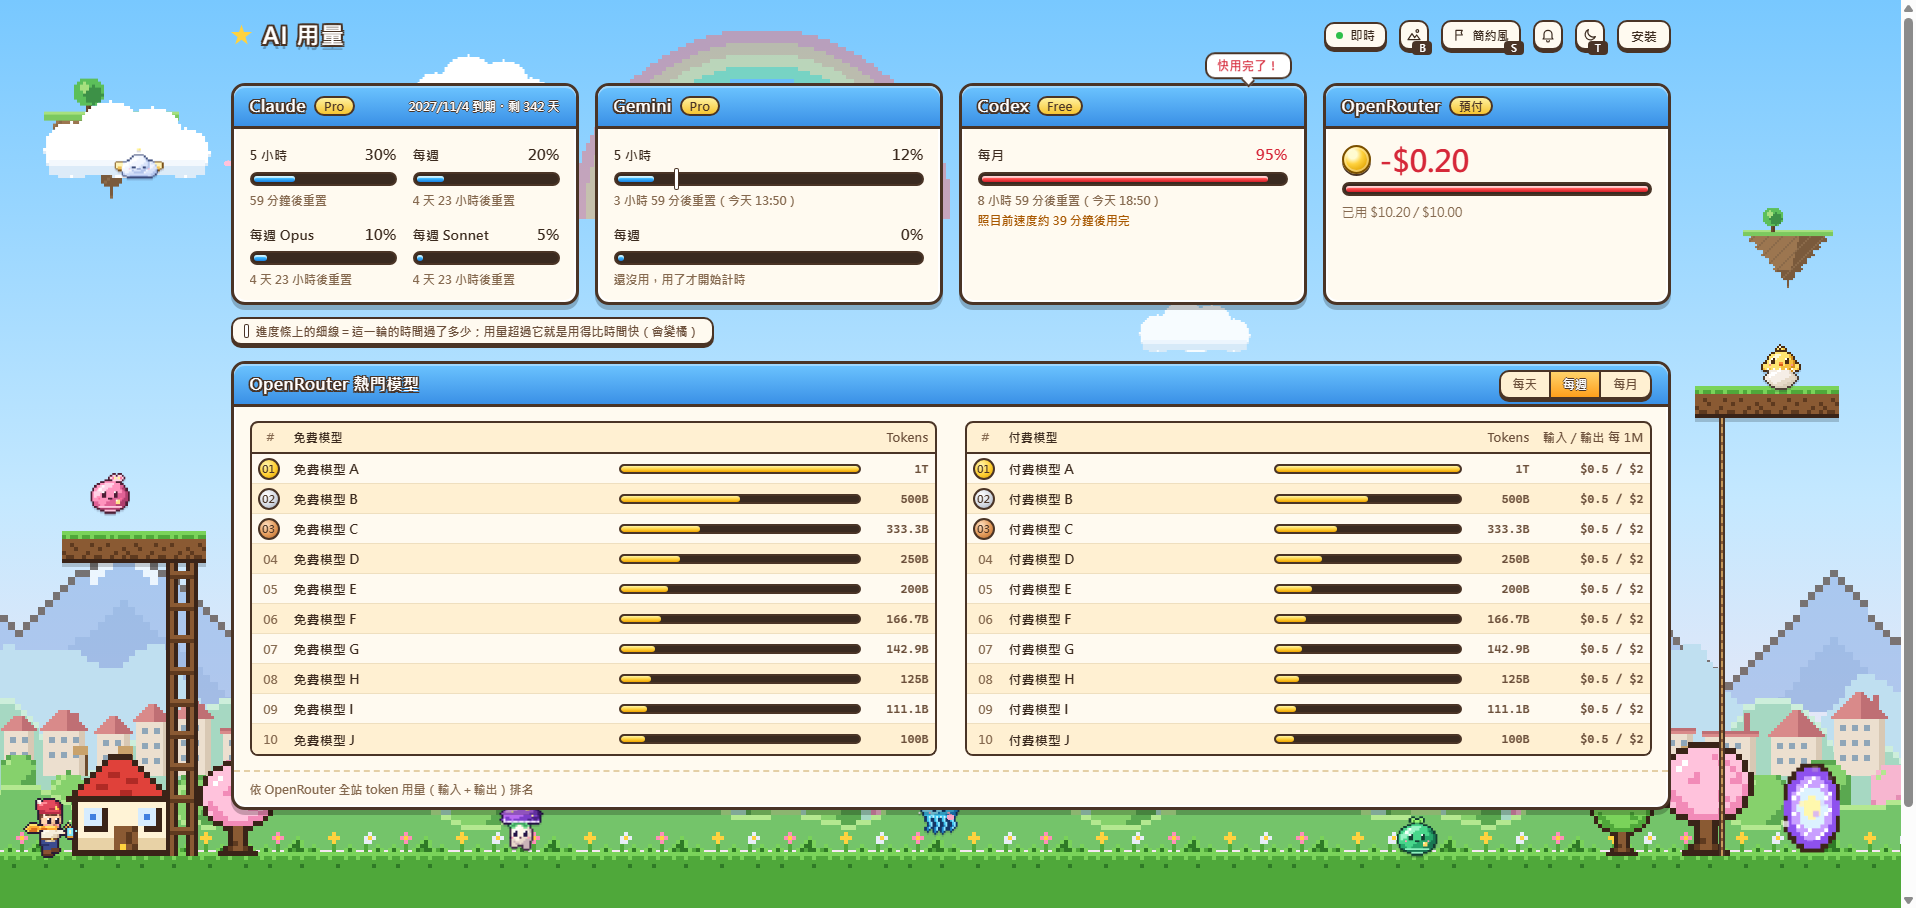 AI 用量
即時
B
簡約風
S
T
安裝
快用完了！
Claude Pro 2027/11/4 到期・剩 342 天
5 小時 30%
59 分鐘後重置
每週 20%
4 天 23 小時後重置
每週 Opus 10%
4 天 23 小時後重置
每週 Sonnet 5%
4 天 23 小時後重置
Gemini Pro
5 小時 12%
3 小時 59 分後重置（今天 13:50）
每週 0%
還沒用，用了才開始計時
Codex Free
每月 95%
8 小時 59 分後重置（今天 18:50）
照目前速度約 39 分鐘後用完
OpenRouter 預付
-$0.20
已用 $10.20 / $10.00
進度條上的細線 = 這一輪的時間過了多少；用量超過它就是用得比時間快（會變橘）
OpenRouter 熱門模型
每天 每週 每月
# 免費模型 Tokens
01 免費模型 A 1T
02 免費模型 B 500B
03 免費模型 C 333.3B
04 免費模型 D 250B
05 免費模型 E 200B
06 免費模型 F 166.7B
07 免費模型 G 142.9B
08 免費模型 H 125B
09 免費模型 I 111.1B
10 免費模型 J 100B
# 付費模型 Tokens 輸入 / 輸出 每 1M
01 付費模型 A 1T $0.5 / $2
02 付費模型 B 500B $0.5 / $2
03 付費模型 C 333.3B $0.5 / $2
04 付費模型 D 250B $0.5 / $2
05 付費模型 E 200B $0.5 / $2
06 付費模型 F 166.7B $0.5 / $2
07 付費模型 G 142.9B $0.5 / $2
08 付費模型 H 125B $0.5 / $2
09 付費模型 I 111.1B $0.5 / $2
10 付費模型 J 100B $0.5 / $2
依 OpenRouter 全站 token 用量（輸入 + 輸出）排名